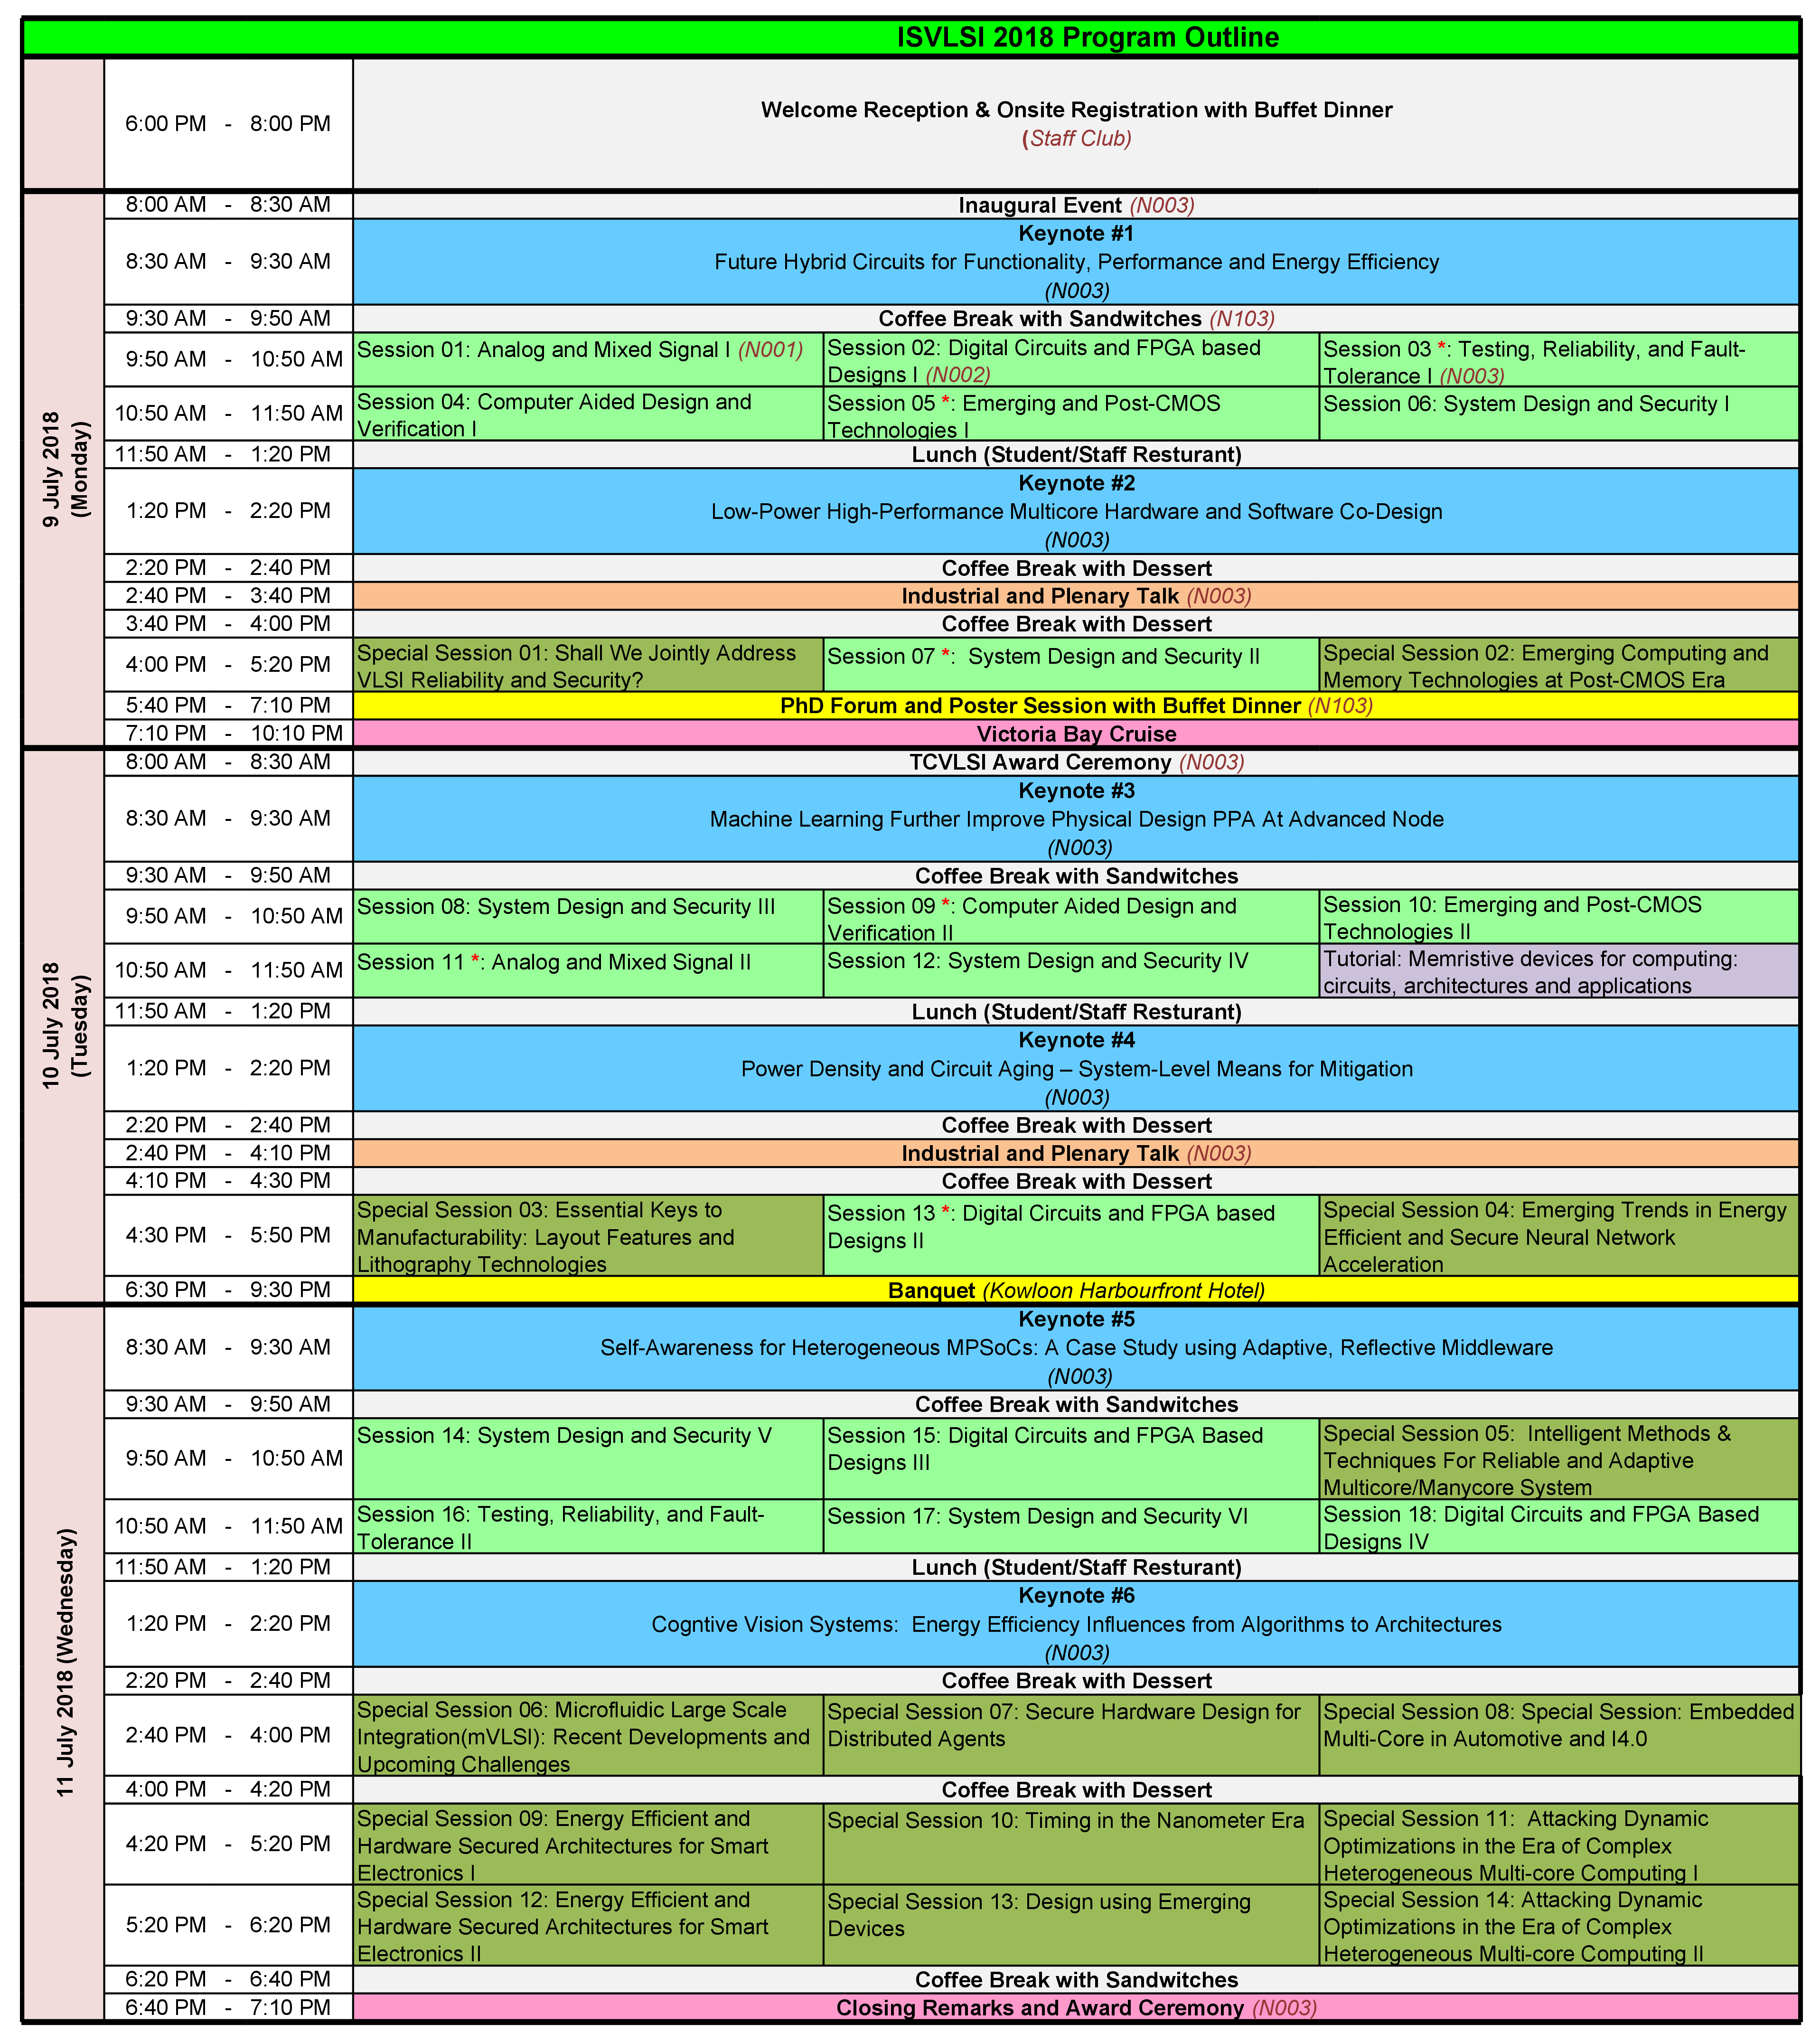 ISVLSI 2018 Program Outline
6:00 PM - 8:00 PM
Welcome Reception & Onsite Registration with Buffet Dinner
(Staff Club)
9 July 2018
(Monday)
8:00 AM - 8:30 AM
Inaugural Event (N003)
8:30 AM - 9:30 AM
Keynote #1
Future Hybrid Circuits for Functionality, Performance and Energy Efficiency
(N003)
9:30 AM - 9:50 AM
Coffee Break with Sandwitches (N103)
9:50 AM - 10:50 AM
Session 01: Analog and Mixed Signal I (N001)
Session 02: Digital Circuits and FPGA based
Designs I (N002)
Session 03 *: Testing, Reliability, and Fault-
Tolerance I (N003)
10:50 AM - 11:50 AM
Session 04: Computer Aided Design and
Verification I
Session 05 *: Emerging and Post-CMOS
Technologies I
Session 06: System Design and Security I
11:50 AM - 1:20 PM
Lunch (Student/Staff Resturant)
1:20 PM - 2:20 PM
Keynote #2
Low-Power High-Performance Multicore Hardware and Software Co-Design
(N003)
2:20 PM - 2:40 PM
Coffee Break with Dessert
2:40 PM - 3:40 PM
Industrial and Plenary Talk (N003)
3:40 PM - 4:00 PM
Coffee Break with Dessert
4:00 PM - 5:20 PM
Special Session 01: Shall We Jointly Address
VLSI Reliability and Security?
Session 07 *: System Design and Security II
Special Session 02: Emerging Computing and
Memory Technologies at Post-CMOS Era
5:40 PM - 7:10 PM
PhD Forum and Poster Session with Buffet Dinner (N103)
7:10 PM - 10:10 PM
Victoria Bay Cruise
10 July 2018
(Tuesday)
8:00 AM - 8:30 AM
TCVLSI Award Ceremony (N003)
8:30 AM - 9:30 AM
Keynote #3
Machine Learning Further Improve Physical Design PPA At Advanced Node
(N003)
9:30 AM - 9:50 AM
Coffee Break with Sandwitches
9:50 AM - 10:50 AM
Session 08: System Design and Security III
Session 09 *: Computer Aided Design and
Verification II
Session 10: Emerging and Post-CMOS
Technologies II
10:50 AM - 11:50 AM
Session 11 *: Analog and Mixed Signal II
Session 12: System Design and Security IV
Tutorial: Memristive devices for computing:
circuits, architectures and applications
11:50 AM - 1:20 PM
Lunch (Student/Staff Resturant)
1:20 PM - 2:20 PM
Keynote #4
Power Density and Circuit Aging – System-Level Means for Mitigation
(N003)
2:20 PM - 2:40 PM
Coffee Break with Dessert
2:40 PM - 4:10 PM
Industrial and Plenary Talk (N003)
4:10 PM - 4:30 PM
Coffee Break with Dessert
4:30 PM - 5:50 PM
Special Session 03: Essential Keys to
Manufacturability: Layout Features and
Lithography Technologies
Session 13 *: Digital Circuits and FPGA based
Designs II
Special Session 04: Emerging Trends in Energy
Efficient and Secure Neural Network
Acceleration
6:30 PM - 9:30 PM
Banquet (Kowloon Harbourfront Hotel)
11 July 2018 (Wednesday)
8:30 AM - 9:30 AM
Keynote #5
Self-Awareness for Heterogeneous MPSoCs: A Case Study using Adaptive, Reflective Middleware
(N003)
9:30 AM - 9:50 AM
Coffee Break with Sandwitches
9:50 AM - 10:50 AM
Session 14: System Design and Security V
Session 15: Digital Circuits and FPGA Based
Designs III
Special Session 05: Intelligent Methods &
Techniques For Reliable and Adaptive
Multicore/Manycore System
10:50 AM - 11:50 AM
Session 16: Testing, Reliability, and Fault-
Tolerance II
Session 17: System Design and Security VI
Session 18: Digital Circuits and FPGA Based
Designs IV
11:50 AM - 1:20 PM
Lunch (Student/Staff Resturant)
1:20 PM - 2:20 PM
Keynote #6
Cogntive Vision Systems: Energy Efficiency Influences from Algorithms to Architectures
(N003)
2:20 PM - 2:40 PM
Coffee Break with Dessert
2:40 PM - 4:00 PM
Special Session 06: Microfluidic Large Scale
Integration(mVLSI): Recent Developments and
Upcoming Challenges
Special Session 07: Secure Hardware Design for
Distributed Agents
Special Session 08: Special Session: Embedded
Multi-Core in Automotive and I4.0
4:00 PM - 4:20 PM
Coffee Break with Dessert
4:20 PM - 5:20 PM
Special Session 09: Energy Efficient and
Hardware Secured Architectures for Smart
Electronics I
Special Session 10: Timing in the Nanometer Era
Special Session 11: Attacking Dynamic
Optimizations in the Era of Complex
Heterogeneous Multi-core Computing I
5:20 PM - 6:20 PM
Special Session 12: Energy Efficient and
Hardware Secured Architectures for Smart
Electronics II
Special Session 13: Design using Emerging
Devices
Special Session 14: Attacking Dynamic
Optimizations in the Era of Complex
Heterogeneous Multi-core Computing II
6:20 PM - 6:40 PM
Coffee Break with Sandwitches
6:40 PM - 7:10 PM
Closing Remarks and Award Ceremony (N003)